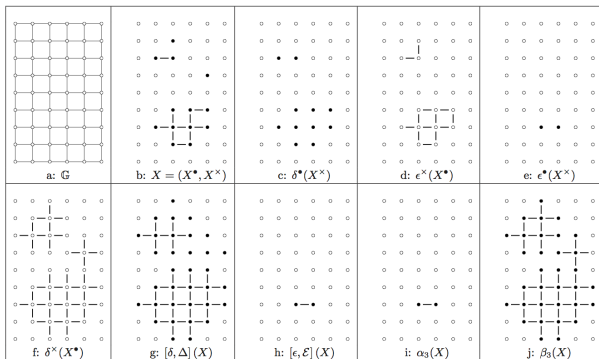 a: 𝔾
b: X = (X•, X×)
c: δ•(X×)
d: ϵ×(X•)
e: ϵ•(X×)
f: δ×(X•)
g: [δ, Δ] (X)
h: [ϵ, ℰ] (X)
i: α₃(X)
j: β₃(X)